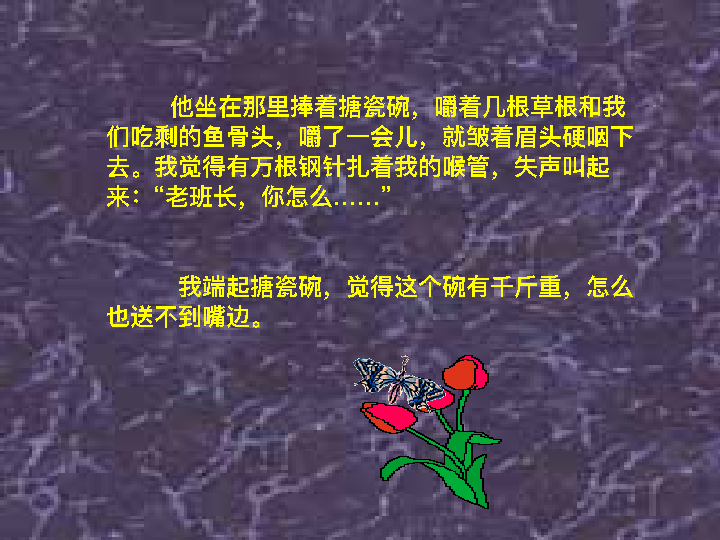 他坐在那里捧着搪瓷碗，嚼着几根草根和我
们吃剩的鱼骨头，嚼了一会儿，就皱着眉头硬咽下
去。我觉得有万根钢针扎着我的喉管，失声叫起
来：“老班长，你怎么……”
我端起搪瓷碗，觉得这个碗有千斤重，怎么
也送不到嘴边。